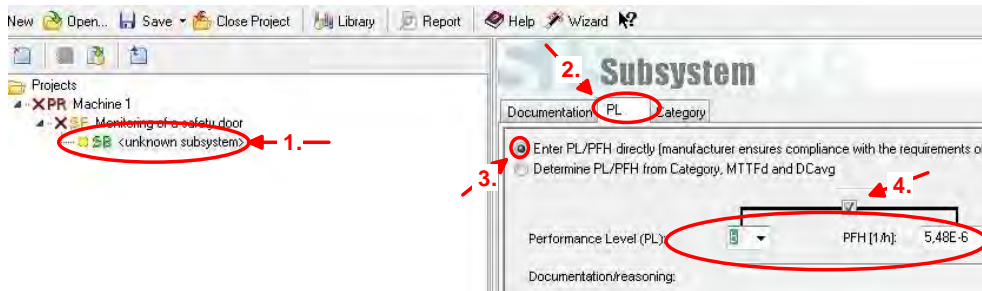 New Open... Save Close Project Library Report Help Wizard
2. Subsystem
Projects
PR Machine 1
SF Monitoring of a safety door
SB <unknown subsystem> 1.
Documentation PL Category
Enter PL/PFH directly (manufacturer ensures compliance with the requirements o
3. Determine PL/PFH from Category, MTTFd and DCavg
4.
Performance Level (PL): PFH [1/h]: 5,48E-6
Documentation/reasoning: